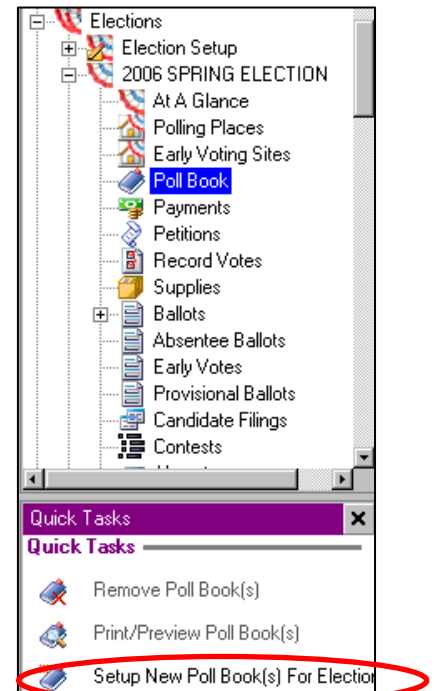 Elections
Election Setup
2006 SPRING ELECTION
At A Glance
Polling Places
Early Voting Sites
Poll Book
Payments
Petitions
Record Votes
Supplies
Ballots
Absentee Ballots
Early Votes
Provisional Ballots
Candidate Filings
Contests
Quick Tasks
Quick Tasks
Remove Poll Book(s)
Print/Preview Poll Book(s)
Setup New Poll Book(s) For Election